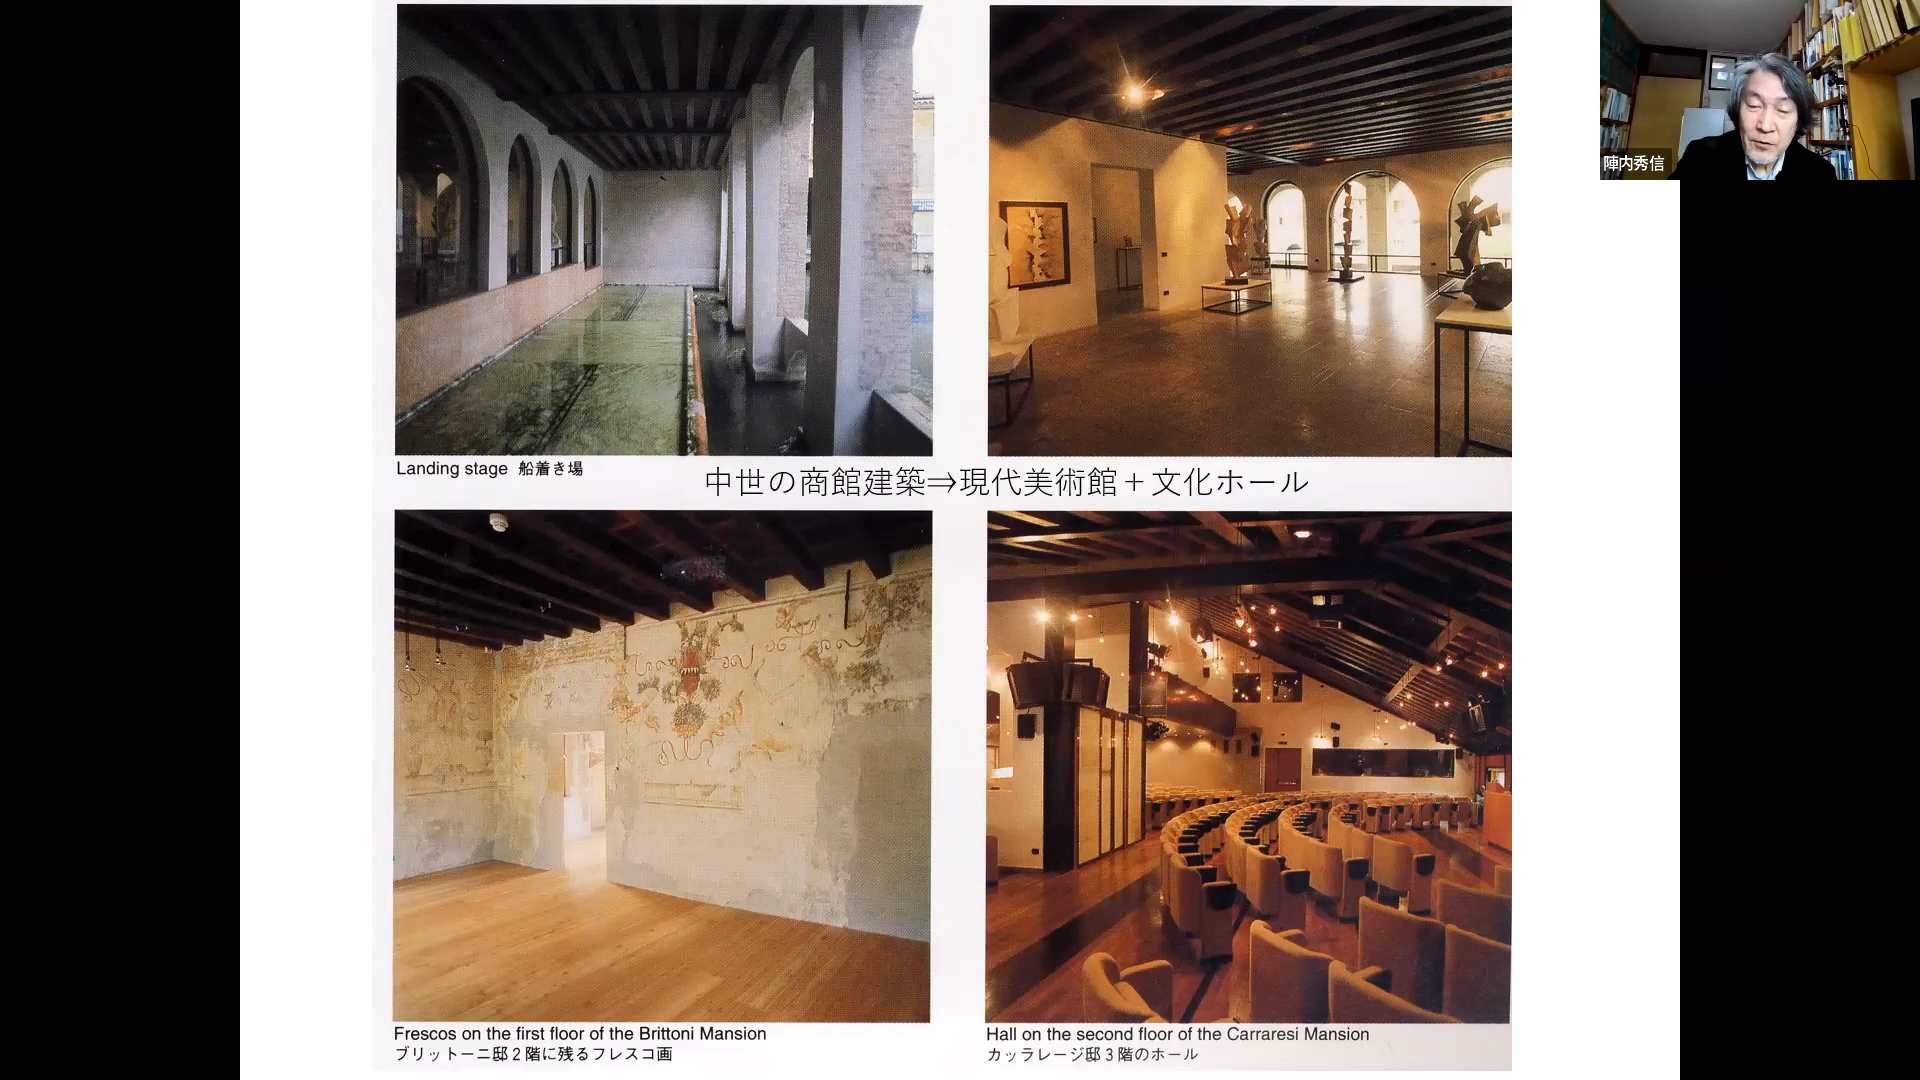 陣内秀信
Landing stage 船着き場
中世の商館建築⇒現代美術館＋文化ホール
Frescos on the first floor of the Brittoni Mansion
ブリットーニ邸2階に残るフレスコ画
Hall on the second floor of the Carraresi Mansion
カッラレージ邸3階のホール